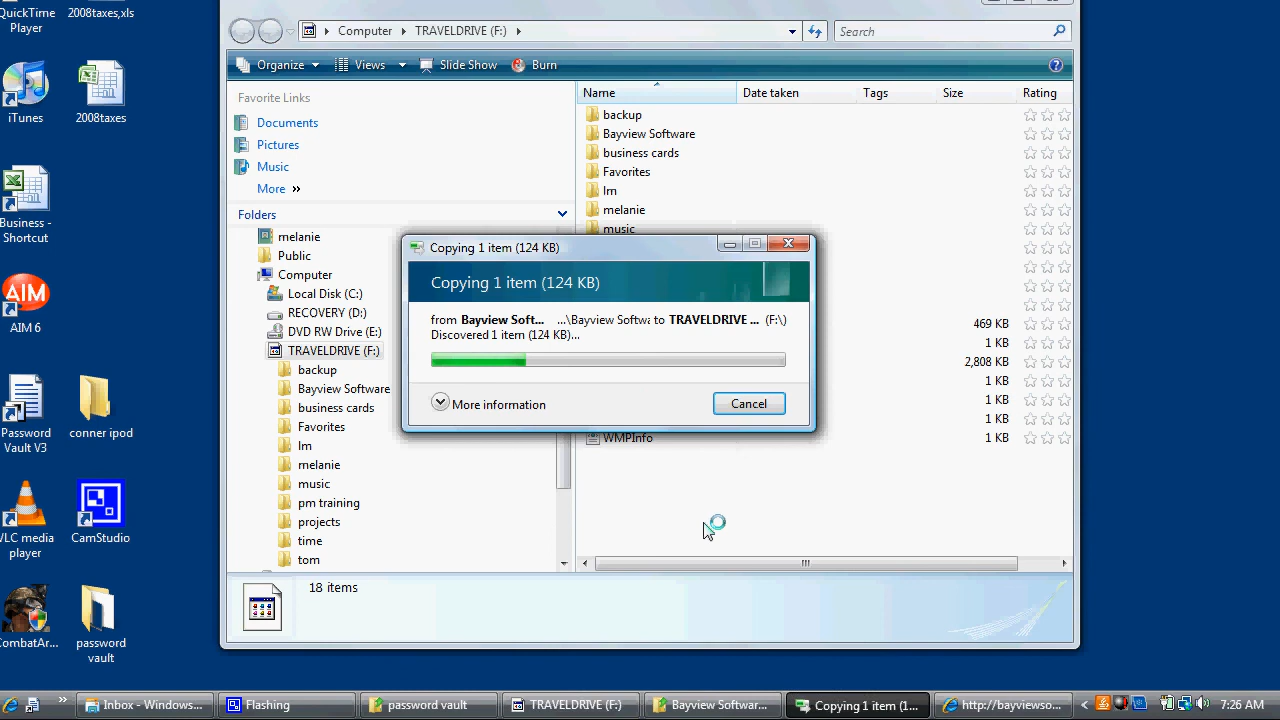 QuickTime Player
2008taxes,xls
iTunes
2008taxes
Business - Shortcut
AIM
AIM 6
Password Vault V3
conner ipod
VLC media player
CamStudio
CombatAr...
password vault
Computer
TRAVELDRIVE (F:)
Search
Organize
Views
Slide Show
Burn
Favorite Links
Documents
Pictures
Music
More »
Folders
melanie
Public
Computer
Local Disk (C:)
RECOVERY (D:)
DVD RW Drive (E:)
TRAVELDRIVE (F:)
backup
Bayview Software
business cards
Favorites
lm
melanie
music
pm training
projects
time
tom
Name
Date taken
Tags
Size
Rating
backup
Bayview Software
business cards
Favorites
lm
melanie
music
469 KB
1 KB
2,808 KB
1 KB
1 KB
1 KB
WMPInfo
1 KB
Copying 1 item (124 KB)
Copying 1 item (124 KB)
from Bayview Soft... ...\Bayview Softwa to TRAVELDRIVE ... (F:\)
Discovered 1 item (124 KB)...
More information
Cancel
18 items
Inbox - Windows...
Flashing
password vault
TRAVELDRIVE (F:)
Bayview Softwar...
Copying 1 item (1...
http://bayviewso...
7:26 AM